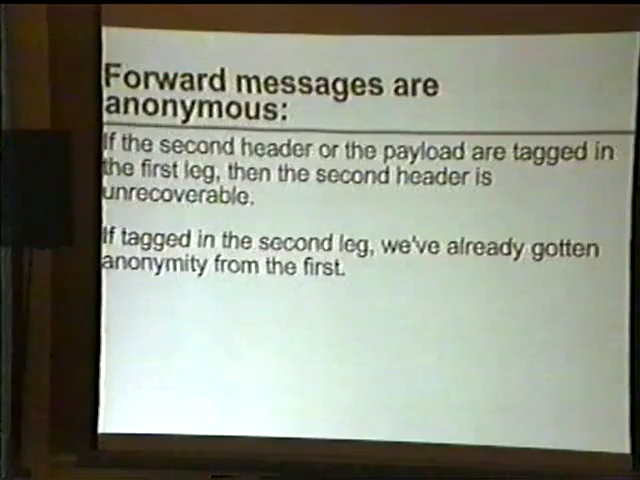 Forward messages are
anonymous:
If the second header or the payload are tagged in
the first leg, then the second header is
unrecoverable.
If tagged in the second leg, we've already gotten
anonymity from the first.